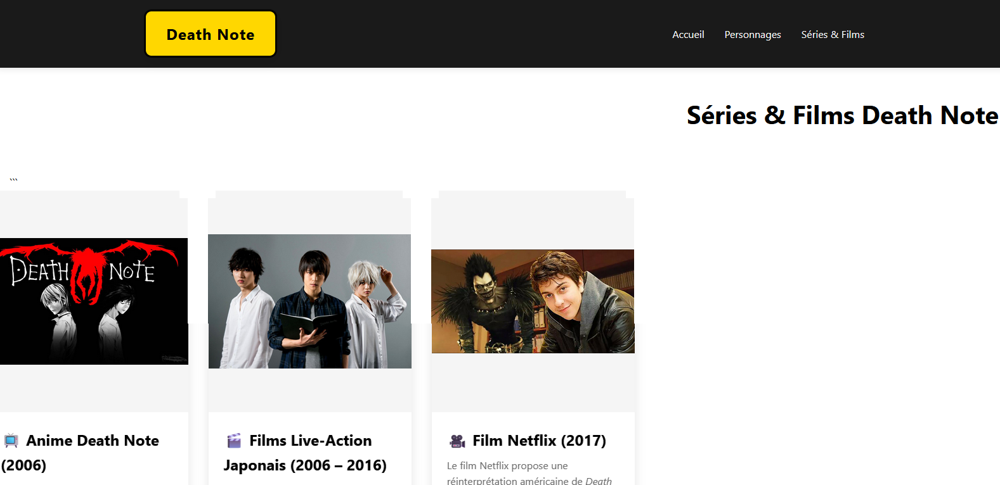 Death Note
Accueil Personnages Séries & Films
Séries & Films Death Note
```
DEATH NOTE
📺 Anime Death Note
(2006)
🎬 Films Live-Action
Japonais (2006 – 2016)
🎥 Film Netflix (2017)
Le film Netflix propose une
réinterprétation américaine de Death